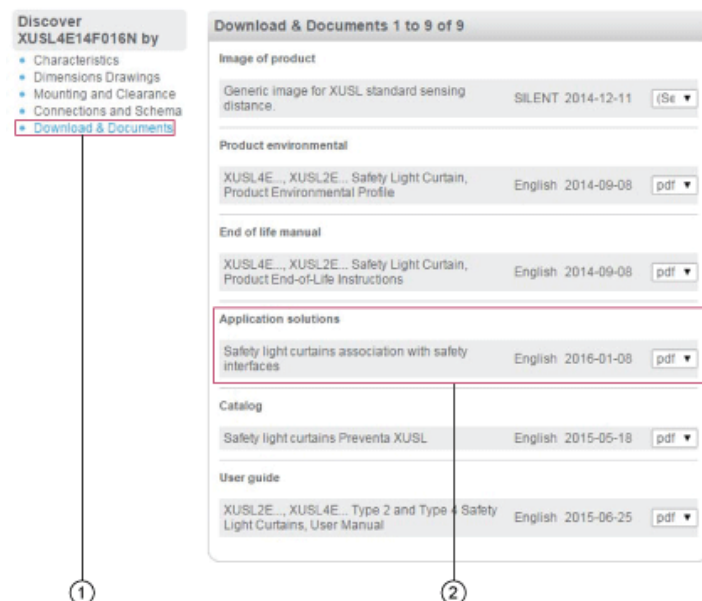 Discover
XUSL4E14F016N by
Characteristics
Dimensions Drawings
Mounting and Clearance
Connections and Schema
Download & Documents
Download & Documents 1 to 9 of 9
Image of product
Generic image for XUSL standard sensing
distance.
SILENT 2014-12-11 (Se
Product environmental
XUSL4E..., XUSL2E... Safety Light Curtain,
Product Environmental Profile
English 2014-09-08 pdf
End of life manual
XUSL4E..., XUSL2E... Safety Light Curtain,
Product End-of-Life Instructions
English 2014-09-08 pdf
Application solutions
Safety light curtains association with safety
interfaces
English 2016-01-08 pdf
Catalog
Safety light curtains Preventa XUSL English 2015-05-18 pdf
User guide
XUSL2E..., XUSL4E... Type 2 and Type 4 Safety
Light Curtains, User Manual
English 2015-06-25 pdf
1 2